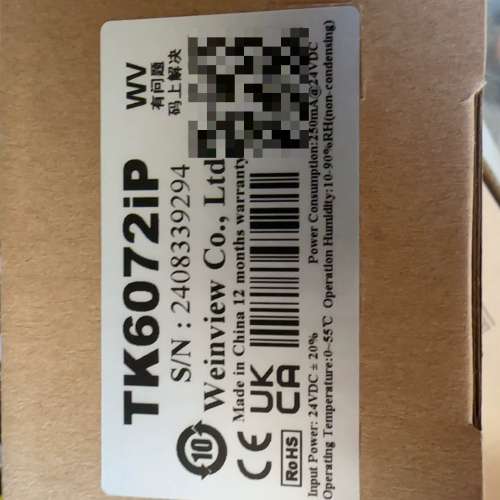 TK6072iP
WV
有问题
码上解决
S/N : 2408339294
Weinview Co., Ltd
Made in China 12 months warranty
10
CE UK CA
RoHS
Input Power: 24VDC ± 20%
Power Consumption:250mA@24VDC
Operating Temperature:0~55℃
Operation Humidity:10-90%RH(non-condensing)